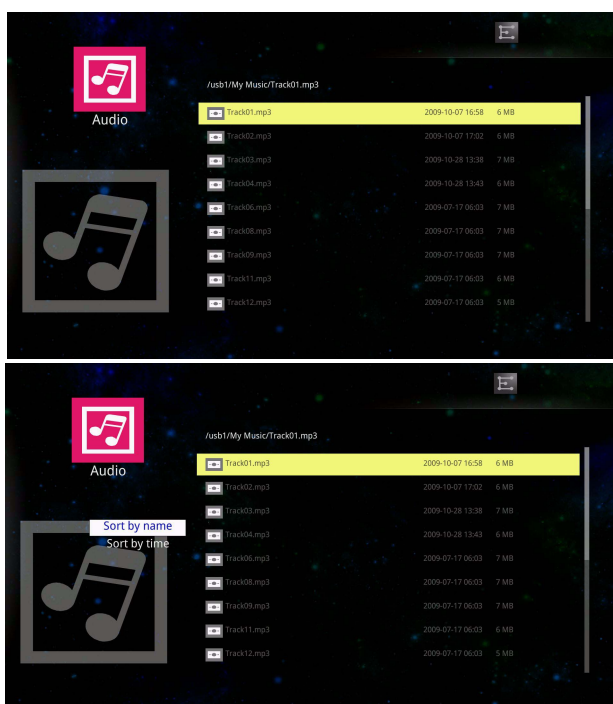 /usb1/My Music/Track01.mp3
Audio
Track01.mp3 2009-10-07 16:58 6 MB
Track02.mp3 2009-10-07 17:02 6 MB
Track03.mp3 2009-10-28 13:38 7 MB
Track04.mp3 2009-10-28 13:43 6 MB
Track06.mp3 2009-07-17 06:03 7 MB
Track08.mp3 2009-07-17 06:03 7 MB
Track09.mp3 2009-07-17 06:03 7 MB
Track11.mp3 2009-07-17 06:03 6 MB
Track12.mp3 2009-07-17 06:03 5 MB
/usb1/My Music/Track01.mp3
Audio
Track01.mp3 2009-10-07 16:58 6 MB
Track02.mp3 2009-10-07 17:02 6 MB
Track03.mp3 2009-10-28 13:38 7 MB
Sort by name
Sort by time
Track04.mp3 2009-10-28 13:43 6 MB
Track06.mp3 2009-07-17 06:03 7 MB
Track08.mp3 2009-07-17 06:03 7 MB
Track09.mp3 2009-07-17 06:03 7 MB
Track11.mp3 2009-07-17 06:03 6 MB
Track12.mp3 2009-07-17 06:03 5 MB